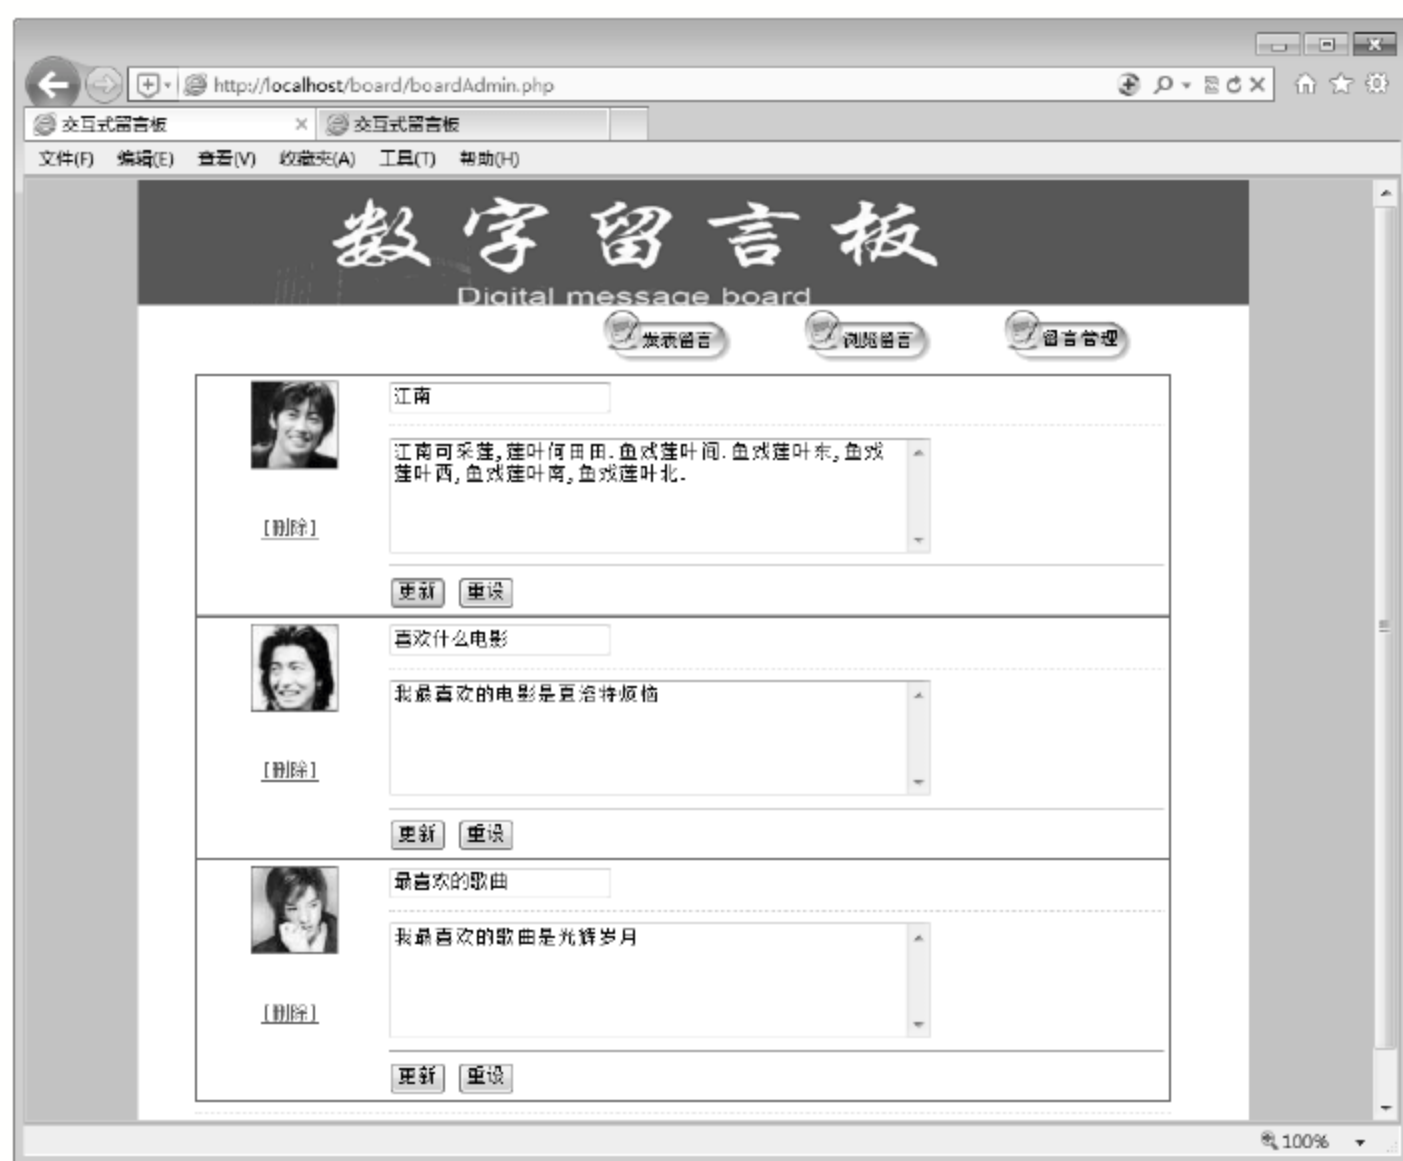 http://localhost/board/boardAdmin.php
交互式留言板
交互式留言板
文件(F) 编辑(E) 查看(V) 收藏夹(A) 工具(T) 帮助(H)
数字留言板
Digital message board
发表留言 浏览留言 留言管理
江南
江南可采莲,莲叶何田田.鱼戏莲叶间.鱼戏莲叶东,鱼戏
莲叶西,鱼戏莲叶南,鱼戏莲叶北.
[删除]
更新 重设
喜欢什么电影
我最喜欢的电影是夏洛特烦恼
[删除]
更新 重设
最喜欢的歌曲
我最喜欢的歌曲是光辉岁月
[删除]
更新 重设
100%